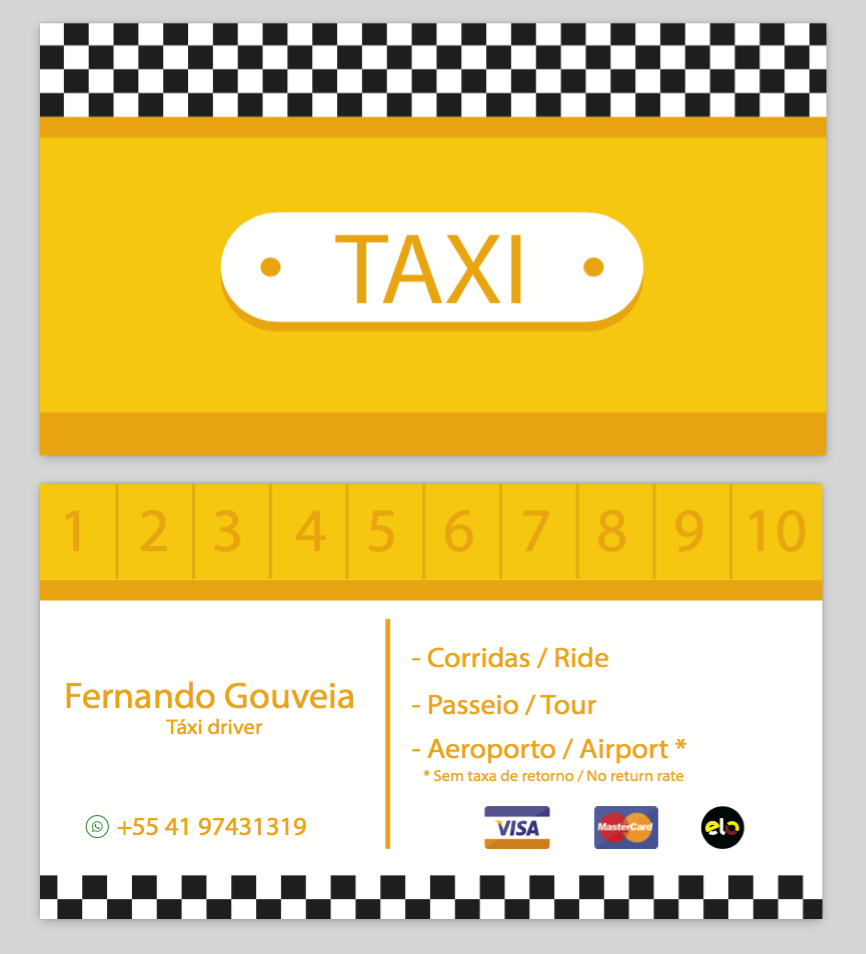 TAXI
1 2 3 4 5 6 7 8 9 10
Fernando Gouveia
Táxi driver
+55 41 97431319
- Corridas / Ride
- Passeio / Tour
- Aeroporto / Airport *
* Sem taxa de retorno / No return rate
VISA
MasterCard
elo